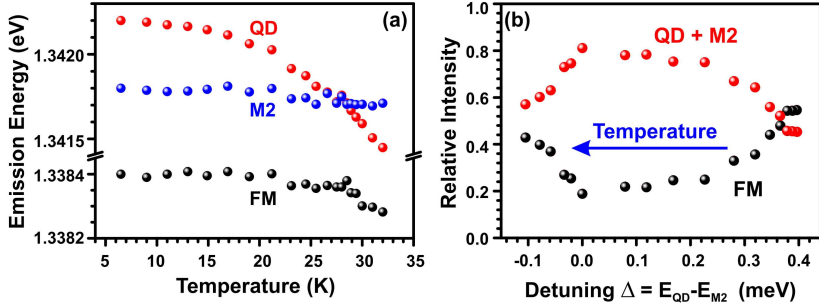 (a)
QD
M2
FM
Emission Energy (eV)
1.3420
1.3415
1.3384
1.3382
5 10 15 20 25 30 35
Temperature (K)
(b)
QD + M2
Temperature
FM
Relative Intensity
1.0
0.8
0.6
0.4
0.2
0.0
-0.1 0.0 0.1 0.2 0.3 0.4
Detuning Δ = E_QD-E_M2 (meV)